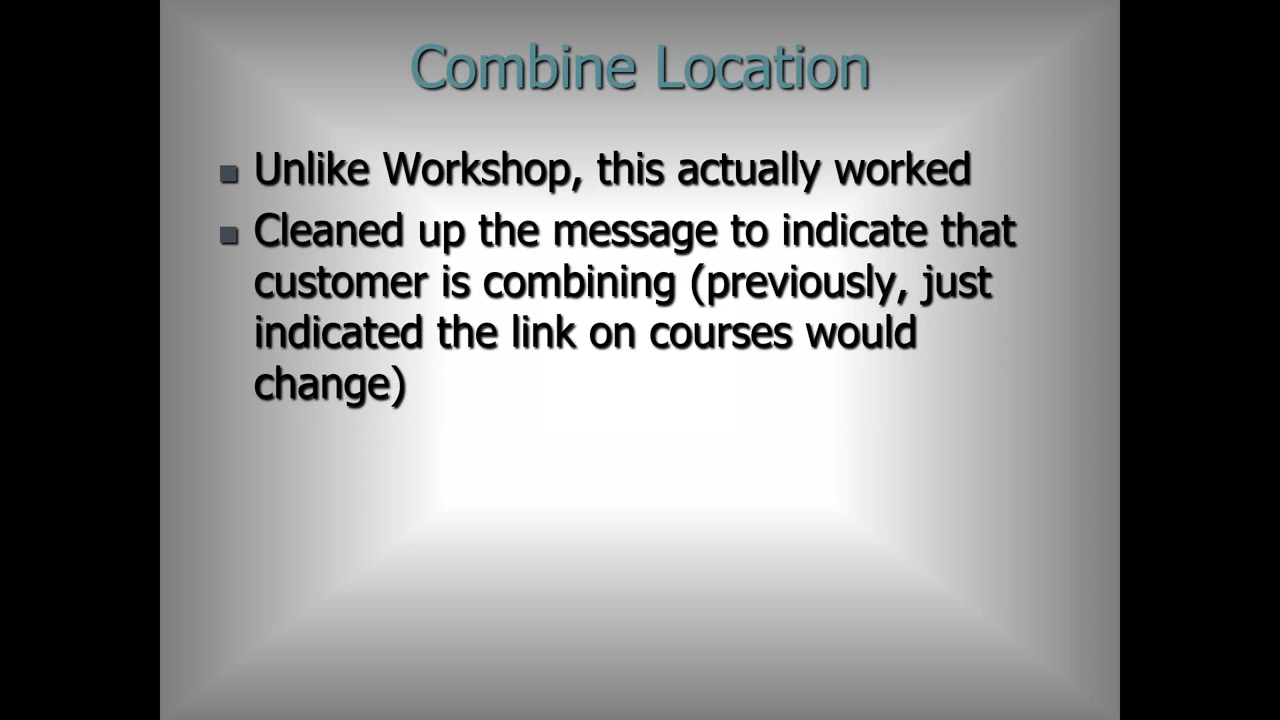 Combine Location
Unlike Workshop, this actually worked
Cleaned up the message to indicate that
customer is combining (previously, just
indicated the link on courses would
change)